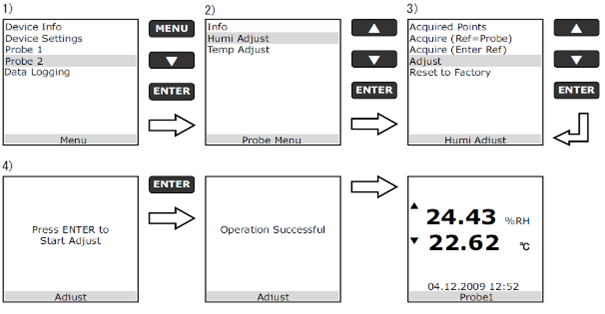 1)
Device Info
Device Settings
Probe 1
Probe 2
Data Logging
Menu
MENU
▼
ENTER
2)
Info
Humi Adjust
Temp Adjust
Probe Menu
▲
▼
ENTER
3)
Acquired Points
Acquire (Ref=Probe)
Acquire (Enter Ref)
Adjust
Reset to Factory
Humi Adjust
▲
▼
ENTER
4)
Press ENTER to
Start Adjust
Adjust
ENTER
Operation Successful
Adjust
▲ 24.43 %RH
▼ 22.62 °C
04.12.2009 12:52
Probe1